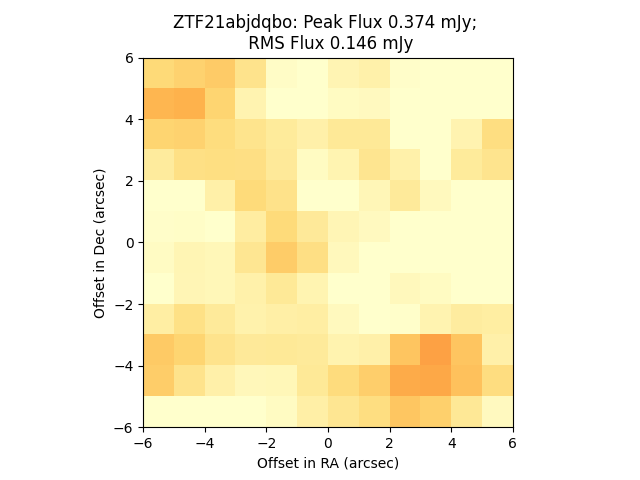 ZTF21abjdqbo: Peak Flux 0.374 mJy;
RMS Flux 0.146 mJy
6
4
2
0
−2
−4
−6
Offset in Dec (arcsec)
−6 −4 −2 0 2 4 6
Offset in RA (arcsec)